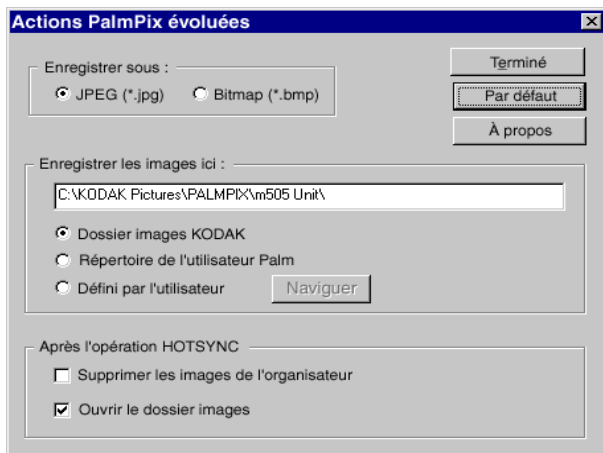 Actions PalmPix évoluées
Enregistrer sous :
JPEG (*.jpg) Bitmap (*.bmp)
Terminé
Par défaut
À propos
Enregistrer les images ici :
C:\KODAK Pictures\PALMPIX\m505 Unit\
Dossier images KODAK
Répertoire de l'utilisateur Palm
Défini par l'utilisateur Naviguer
Après l'opération HOTSYNC
Supprimer les images de l'organisateur
Ouvrir le dossier images